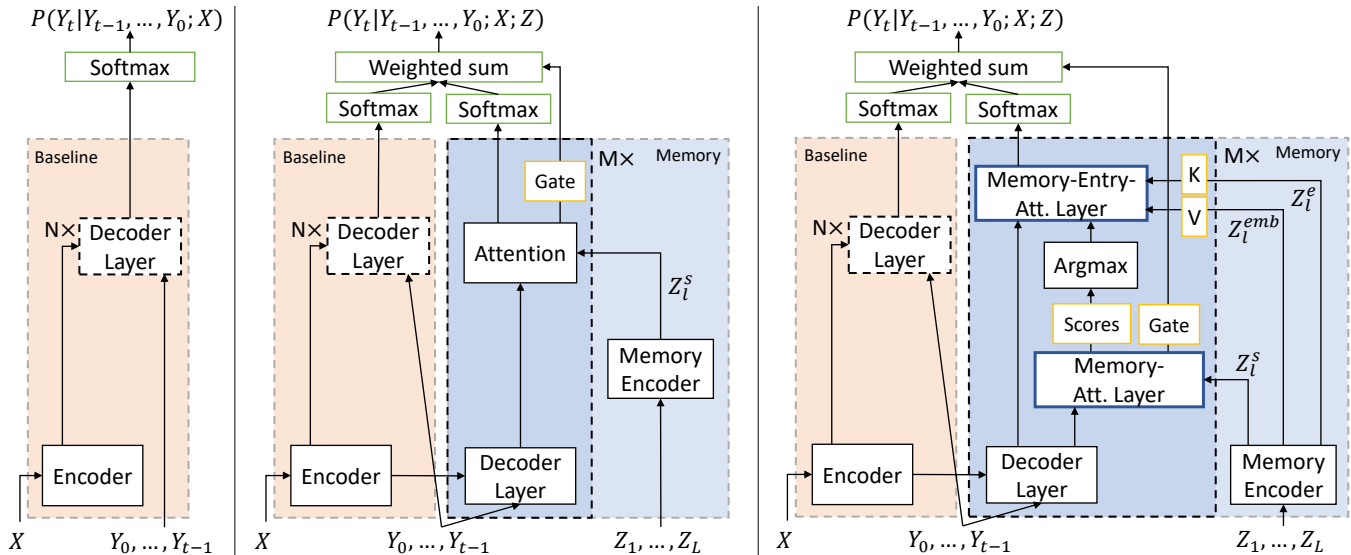 P(Y_t|Y_{t-1}, …, Y_0; X)
Softmax
Baseline
N×
Decoder
Layer
Encoder
X
Y_0, …, Y_{t-1}
P(Y_t|Y_{t-1}, …, Y_0; X; Z)
Weighted sum
Softmax
Softmax
Baseline
M×
Memory
Gate
N×
Decoder
Layer
Attention
Z_l^s
Memory
Encoder
Encoder
Decoder
Layer
X
Y_0, …, Y_{t-1}
Z_1, …, Z_L
P(Y_t|Y_{t-1}, …, Y_0; X; Z)
Weighted sum
Softmax
Softmax
Baseline
M×
Memory
Memory-Entry-
Att. Layer
K
V
Z_l^e
Z_l^{emb}
N×
Decoder
Layer
Argmax
Scores
Gate
Memory-
Att. Layer
Z_l^s
Encoder
Decoder
Layer
Memory
Encoder
X
Y_0, …, Y_{t-1}
Z_1, …, Z_L